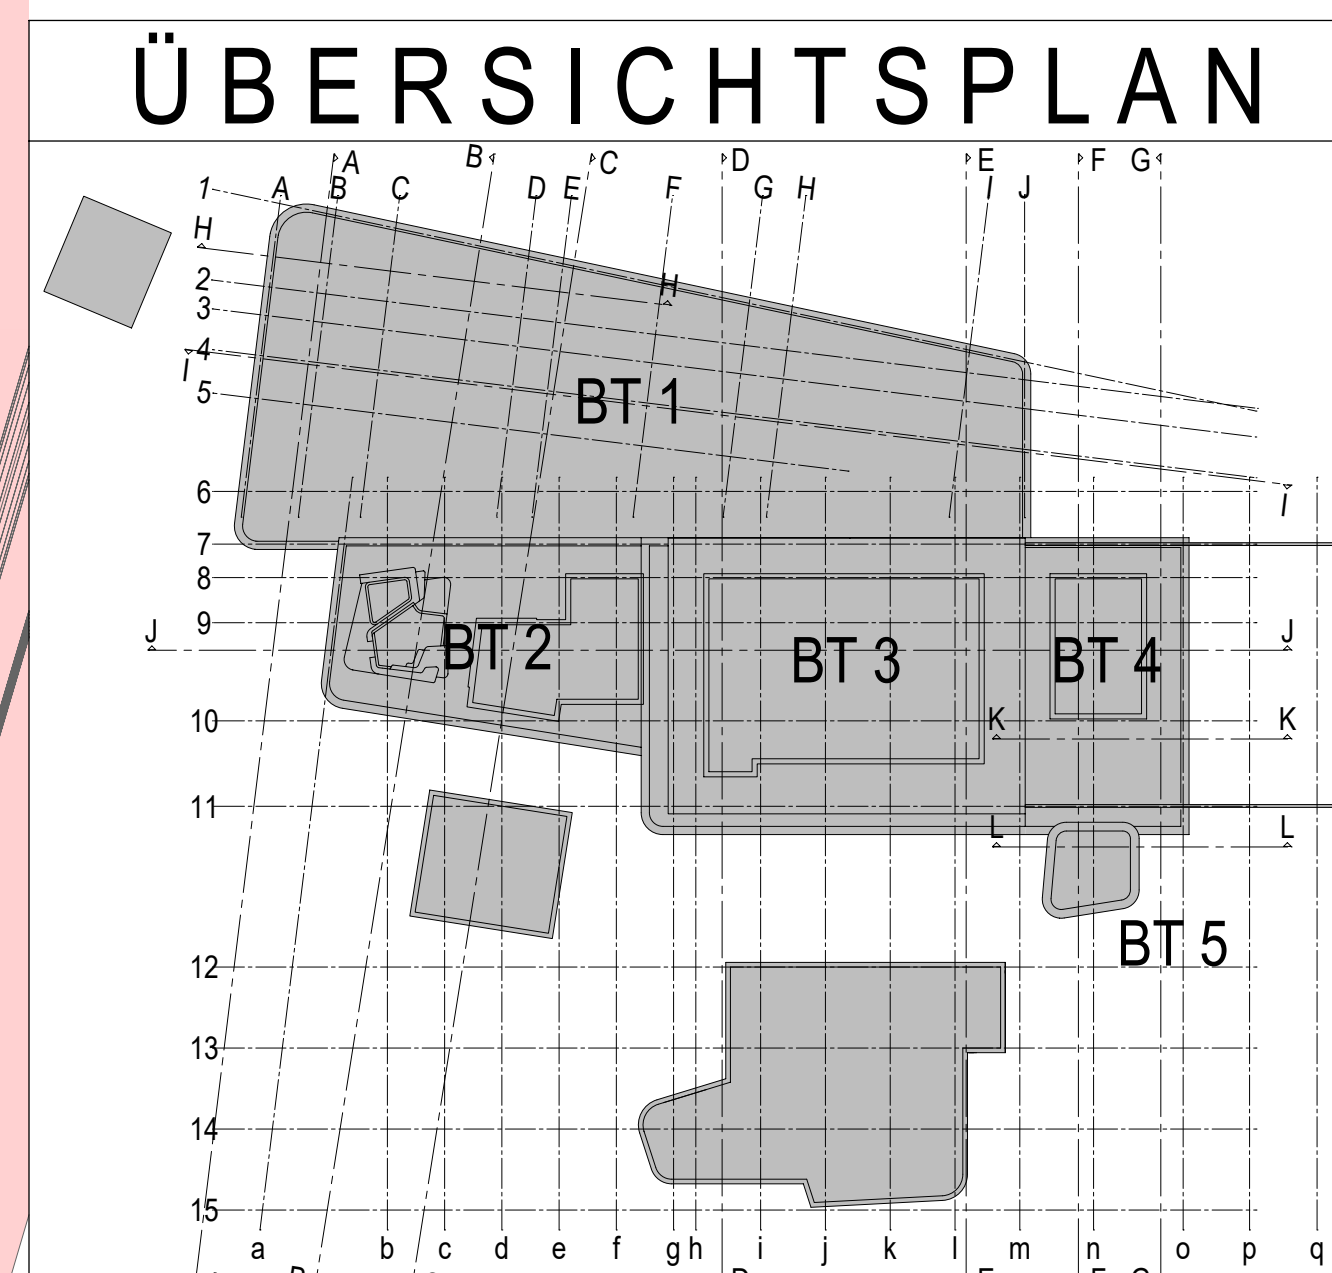 ÜBERSICHTSPLAN
A B C D E F G
1 A B C D E F G H I J
H
2 H
3
4
I
5 BT 1
6
I
7
8
9
J BT 2 BT 3 BT 4 J
10 K K
11
L L
BT 5
12
13
14
15
a b c d e f g h i j k l m n o p q